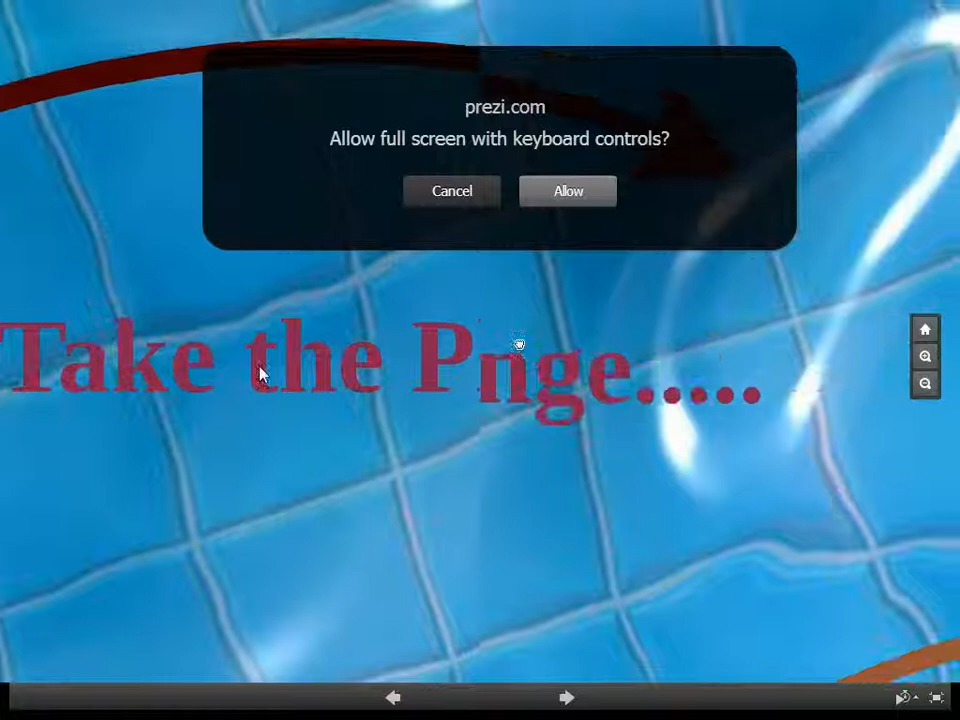 prezi.com
Allow full screen with keyboard controls?
Cancel Allow
Take the Pnge.....